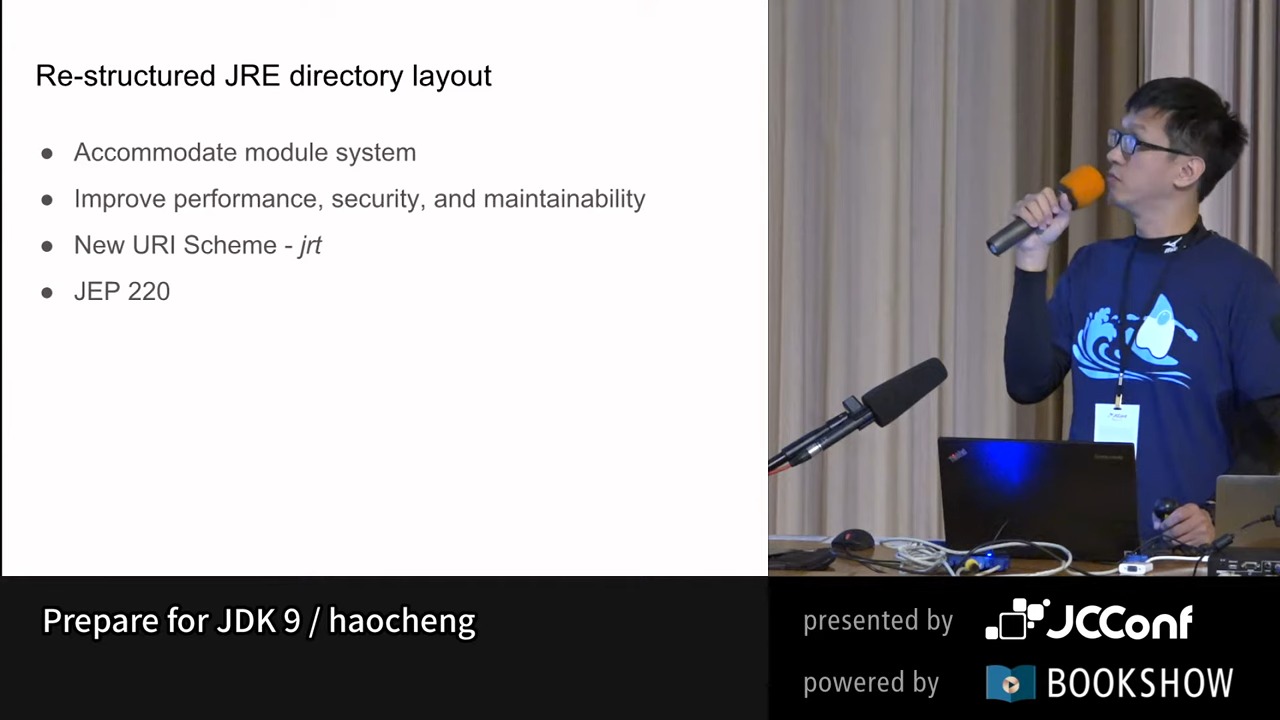 Re-structured JRE directory layout
● Accommodate module system
● Improve performance, security, and maintainability
● New URI Scheme - jrt
● JEP 220
Prepare for JDK 9 / haocheng
presented by JCConf
powered by BOOKSHOW